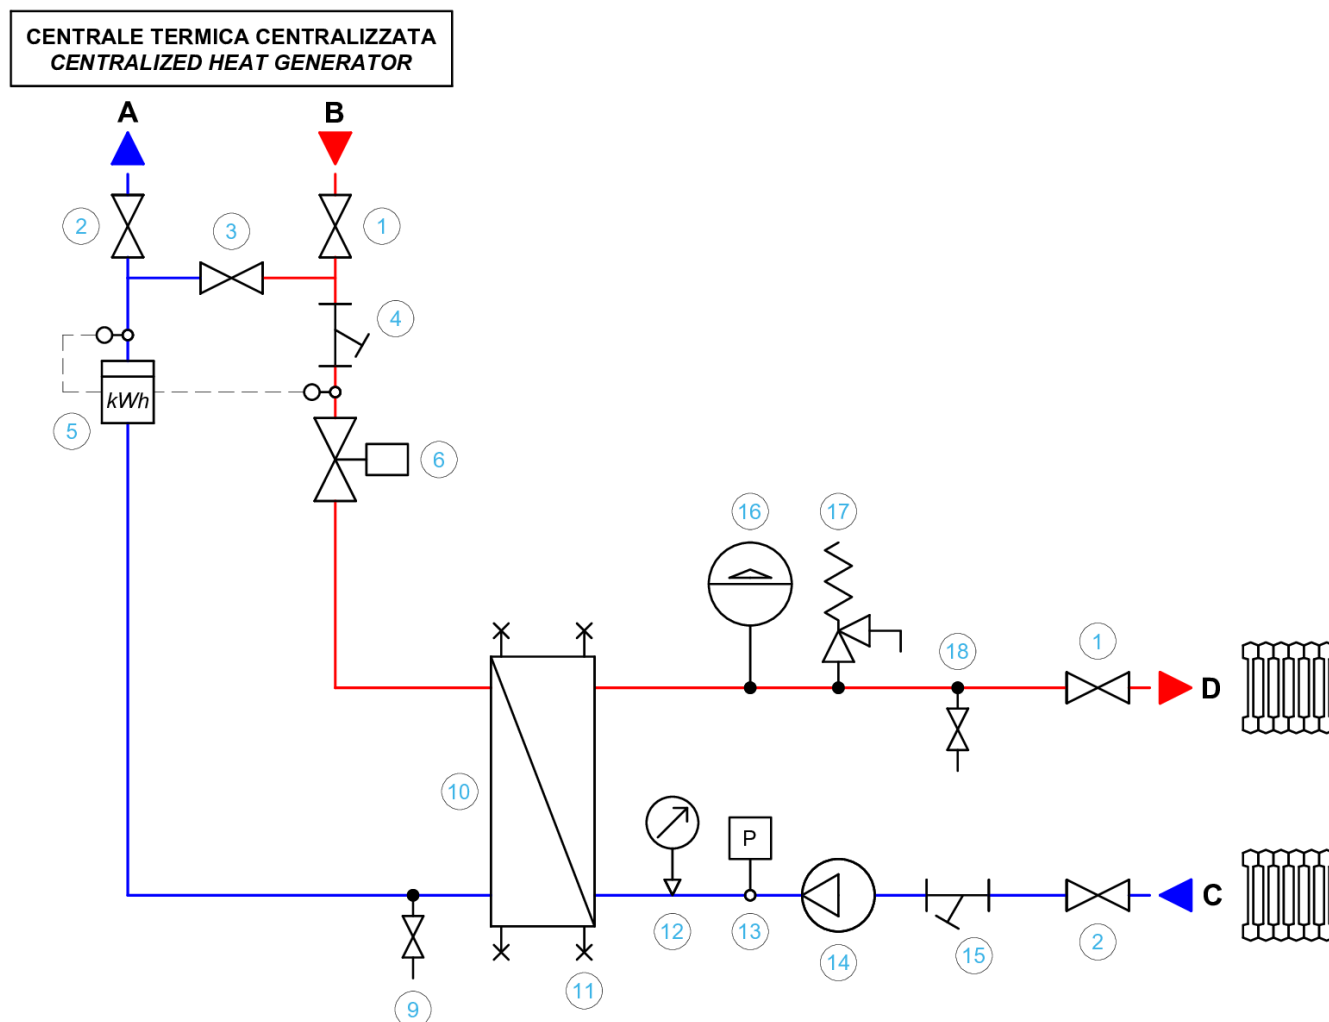 CENTRALE TERMICA CENTRALIZZATA
CENTRALIZED HEAT GENERATOR
A B
2 3 1
4
kWh
5
6
16 17
18 1
D
10
P
C
12 13 14 15 2
11
9